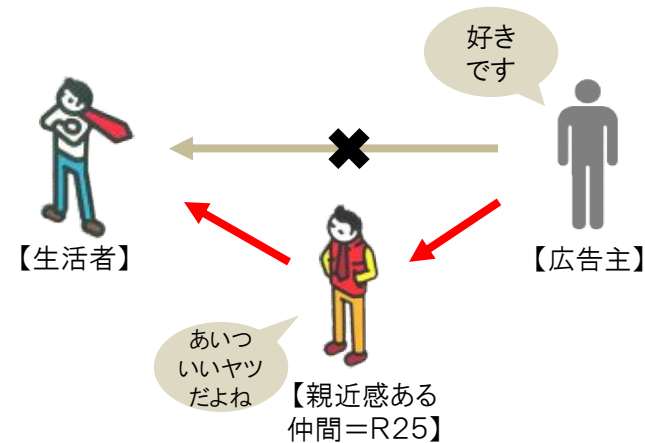 好き
です
【生活者】
【広告主】
あいつ
いいヤツ
だよね
【親近感ある
仲間＝R25】